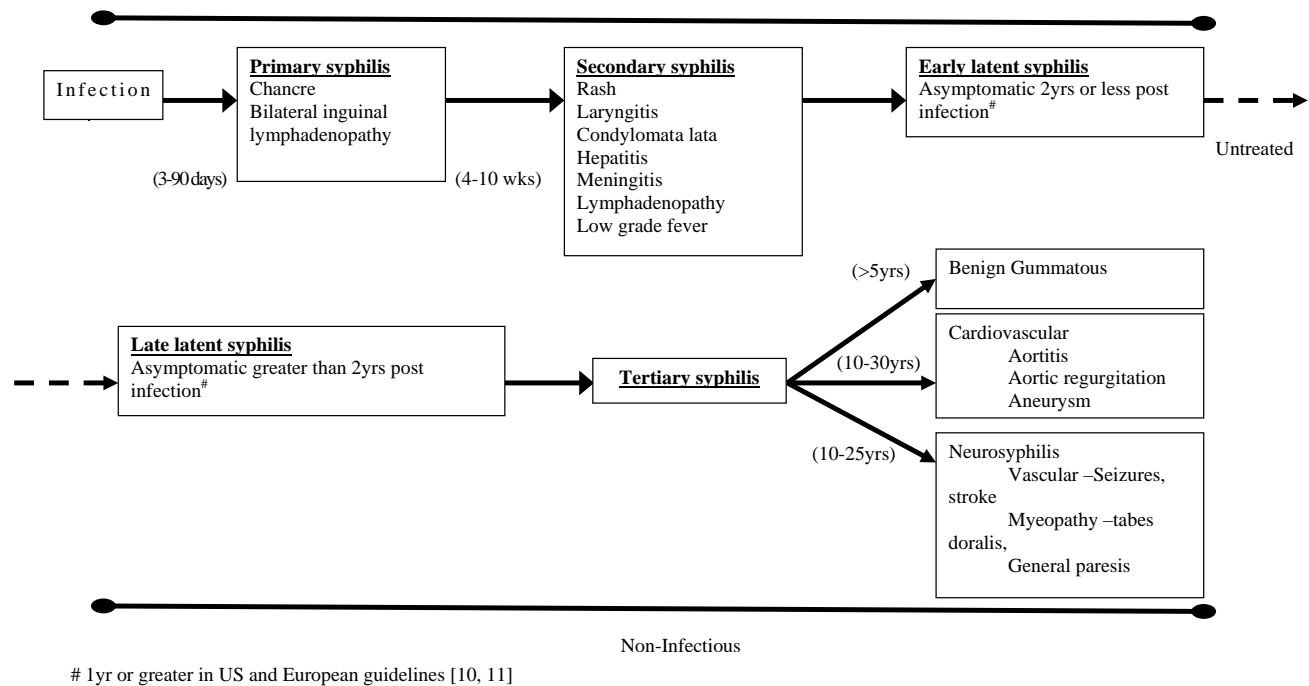 Infection
Primary syphilis
Chancre
Bilateral inguinal
lymphadenopathy
(3-90days)
(4-10 wks)
Secondary syphilis
Rash
Laryngitis
Condylomata lata
Hepatitis
Meningitis
Lymphadenopathy
Low grade fever
Early latent syphilis
Asymptomatic 2yrs or less post
infection#
Untreated
Late latent syphilis
Asymptomatic greater than 2yrs post
infection#
Tertiary syphilis
(>5yrs)
Benign Gummatous
(10-30yrs)
Cardiovascular
Aortitis
Aortic regurgitation
Aneurysm
(10-25yrs)
Neurosyphilis
Vascular –Seizures,
stroke
Myeopathy –tabes
doralis,
General paresis
Non-Infectious
# 1yr or greater in US and European guidelines [10, 11]